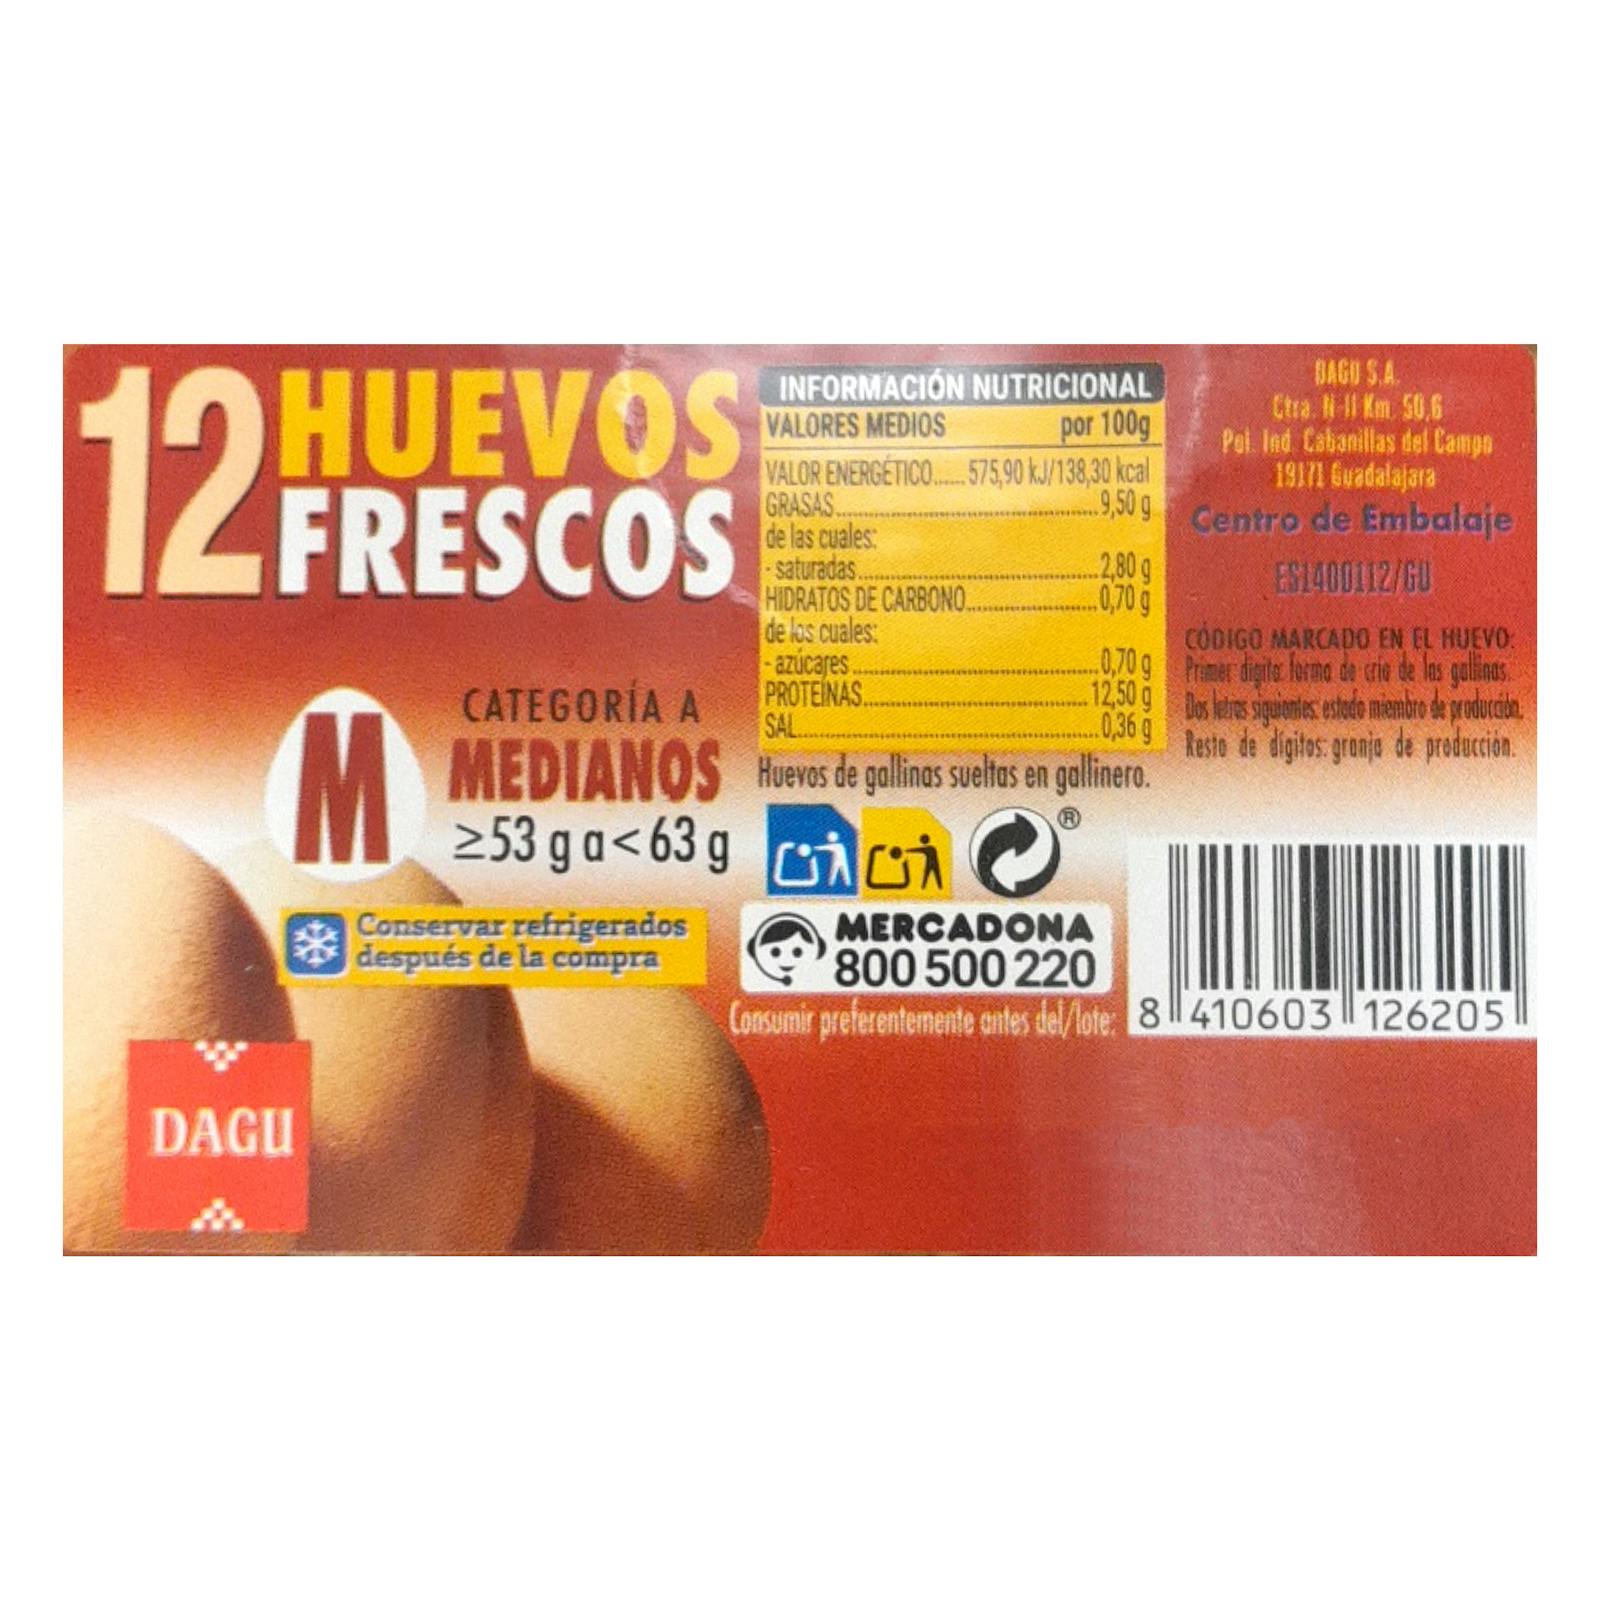 12 HUEVOS
FRESCOS
M
CATEGORÍA A
MEDIANOS
≥53 g a < 63 g
Conservar refrigerados
después de la compra
DAGU
INFORMACIÓN NUTRICIONAL
VALORES MEDIOS por 100g
VALOR ENERGÉTICO...... 575,90 kJ/138,30 kcal
GRASAS...... 9,50 g
de las cuales:
- saturadas...... 2,80 g
HIDRATOS DE CARBONO...... 0,70 g
de los cuales:
- azúcares...... 0,70 g
PROTEÍNAS...... 12,50 g
SAL...... 0,36 g
Huevos de gallinas sueltas en gallinero.
®
MERCADONA
800 500 220
Consumir preferentemente antes del/lote:
DAGU S.A.
Ctra. N-II Km. 50,6
Pol. Ind. Cabanillas del Campo
19171 Guadalajara
Centro de Embalaje
ES1400112/GU
CÓDIGO MARCADO EN EL HUEVO:
Primer dígito: forma de cría de las gallinas.
Dos letras siguientes: estado miembro de producción.
Resto de dígitos: granja de producción.
8 410603 126205